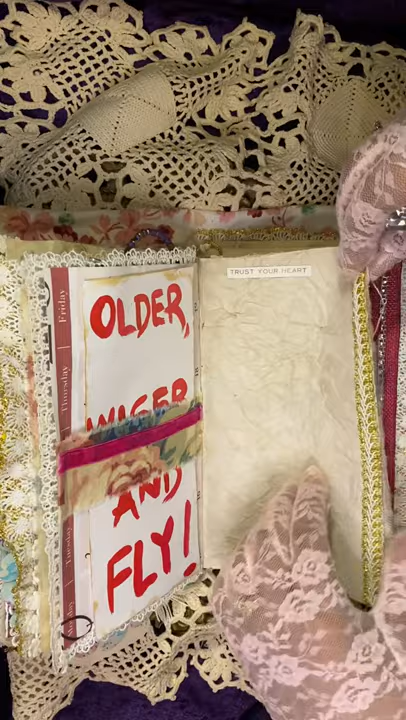 Friday
Thursday
Tuesday
OLDER,
WISER
AND
FLY!
TRUST YOUR HEART